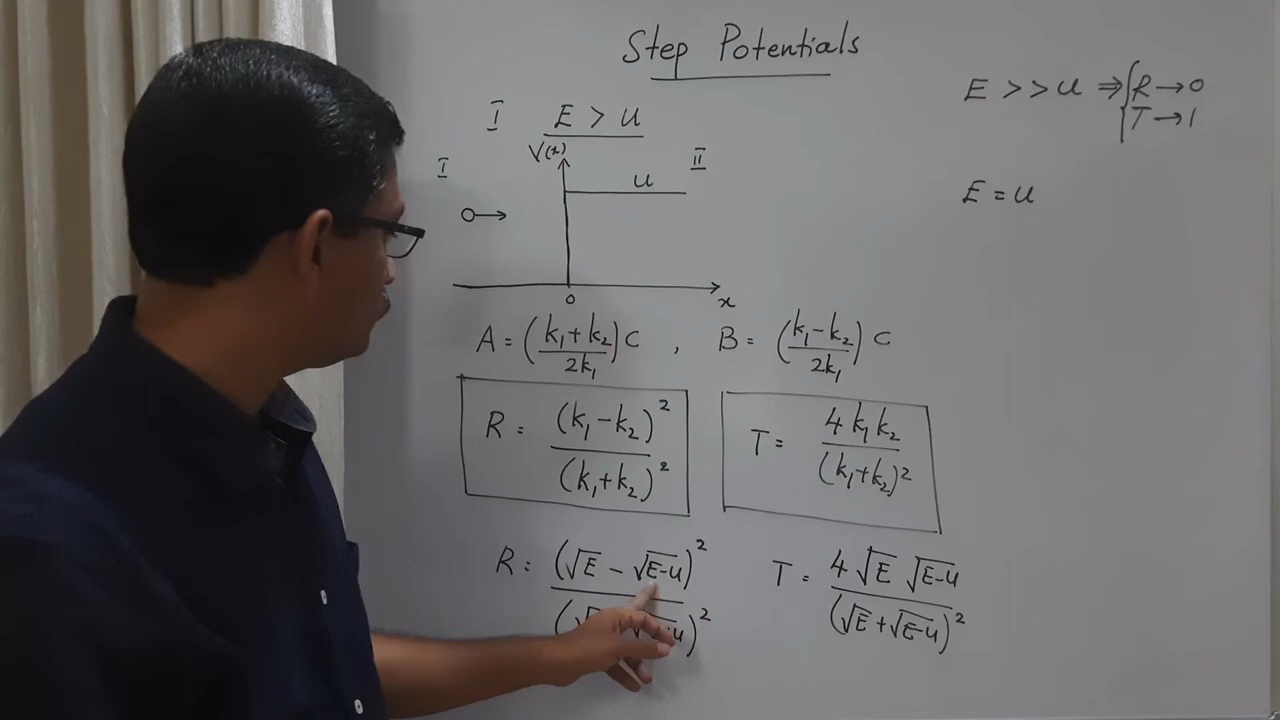 Step Potentials
I E > U
V(x)
I
II
U
0
x
A = (k₁ + k₂ / 2k₁) C , B = (k₁ - k₂ / 2k₁) C
R = (k₁ - k₂)² / (k₁ + k₂)²
T = 4 k₁ k₂ / (k₁ + k₂)²
R = (√E - √E-U)² / (√E √E-U)²
T = 4 √E √E-U / (√E + √E-U)²
E >> U ⇒ { R → 0
T → 1
E = U